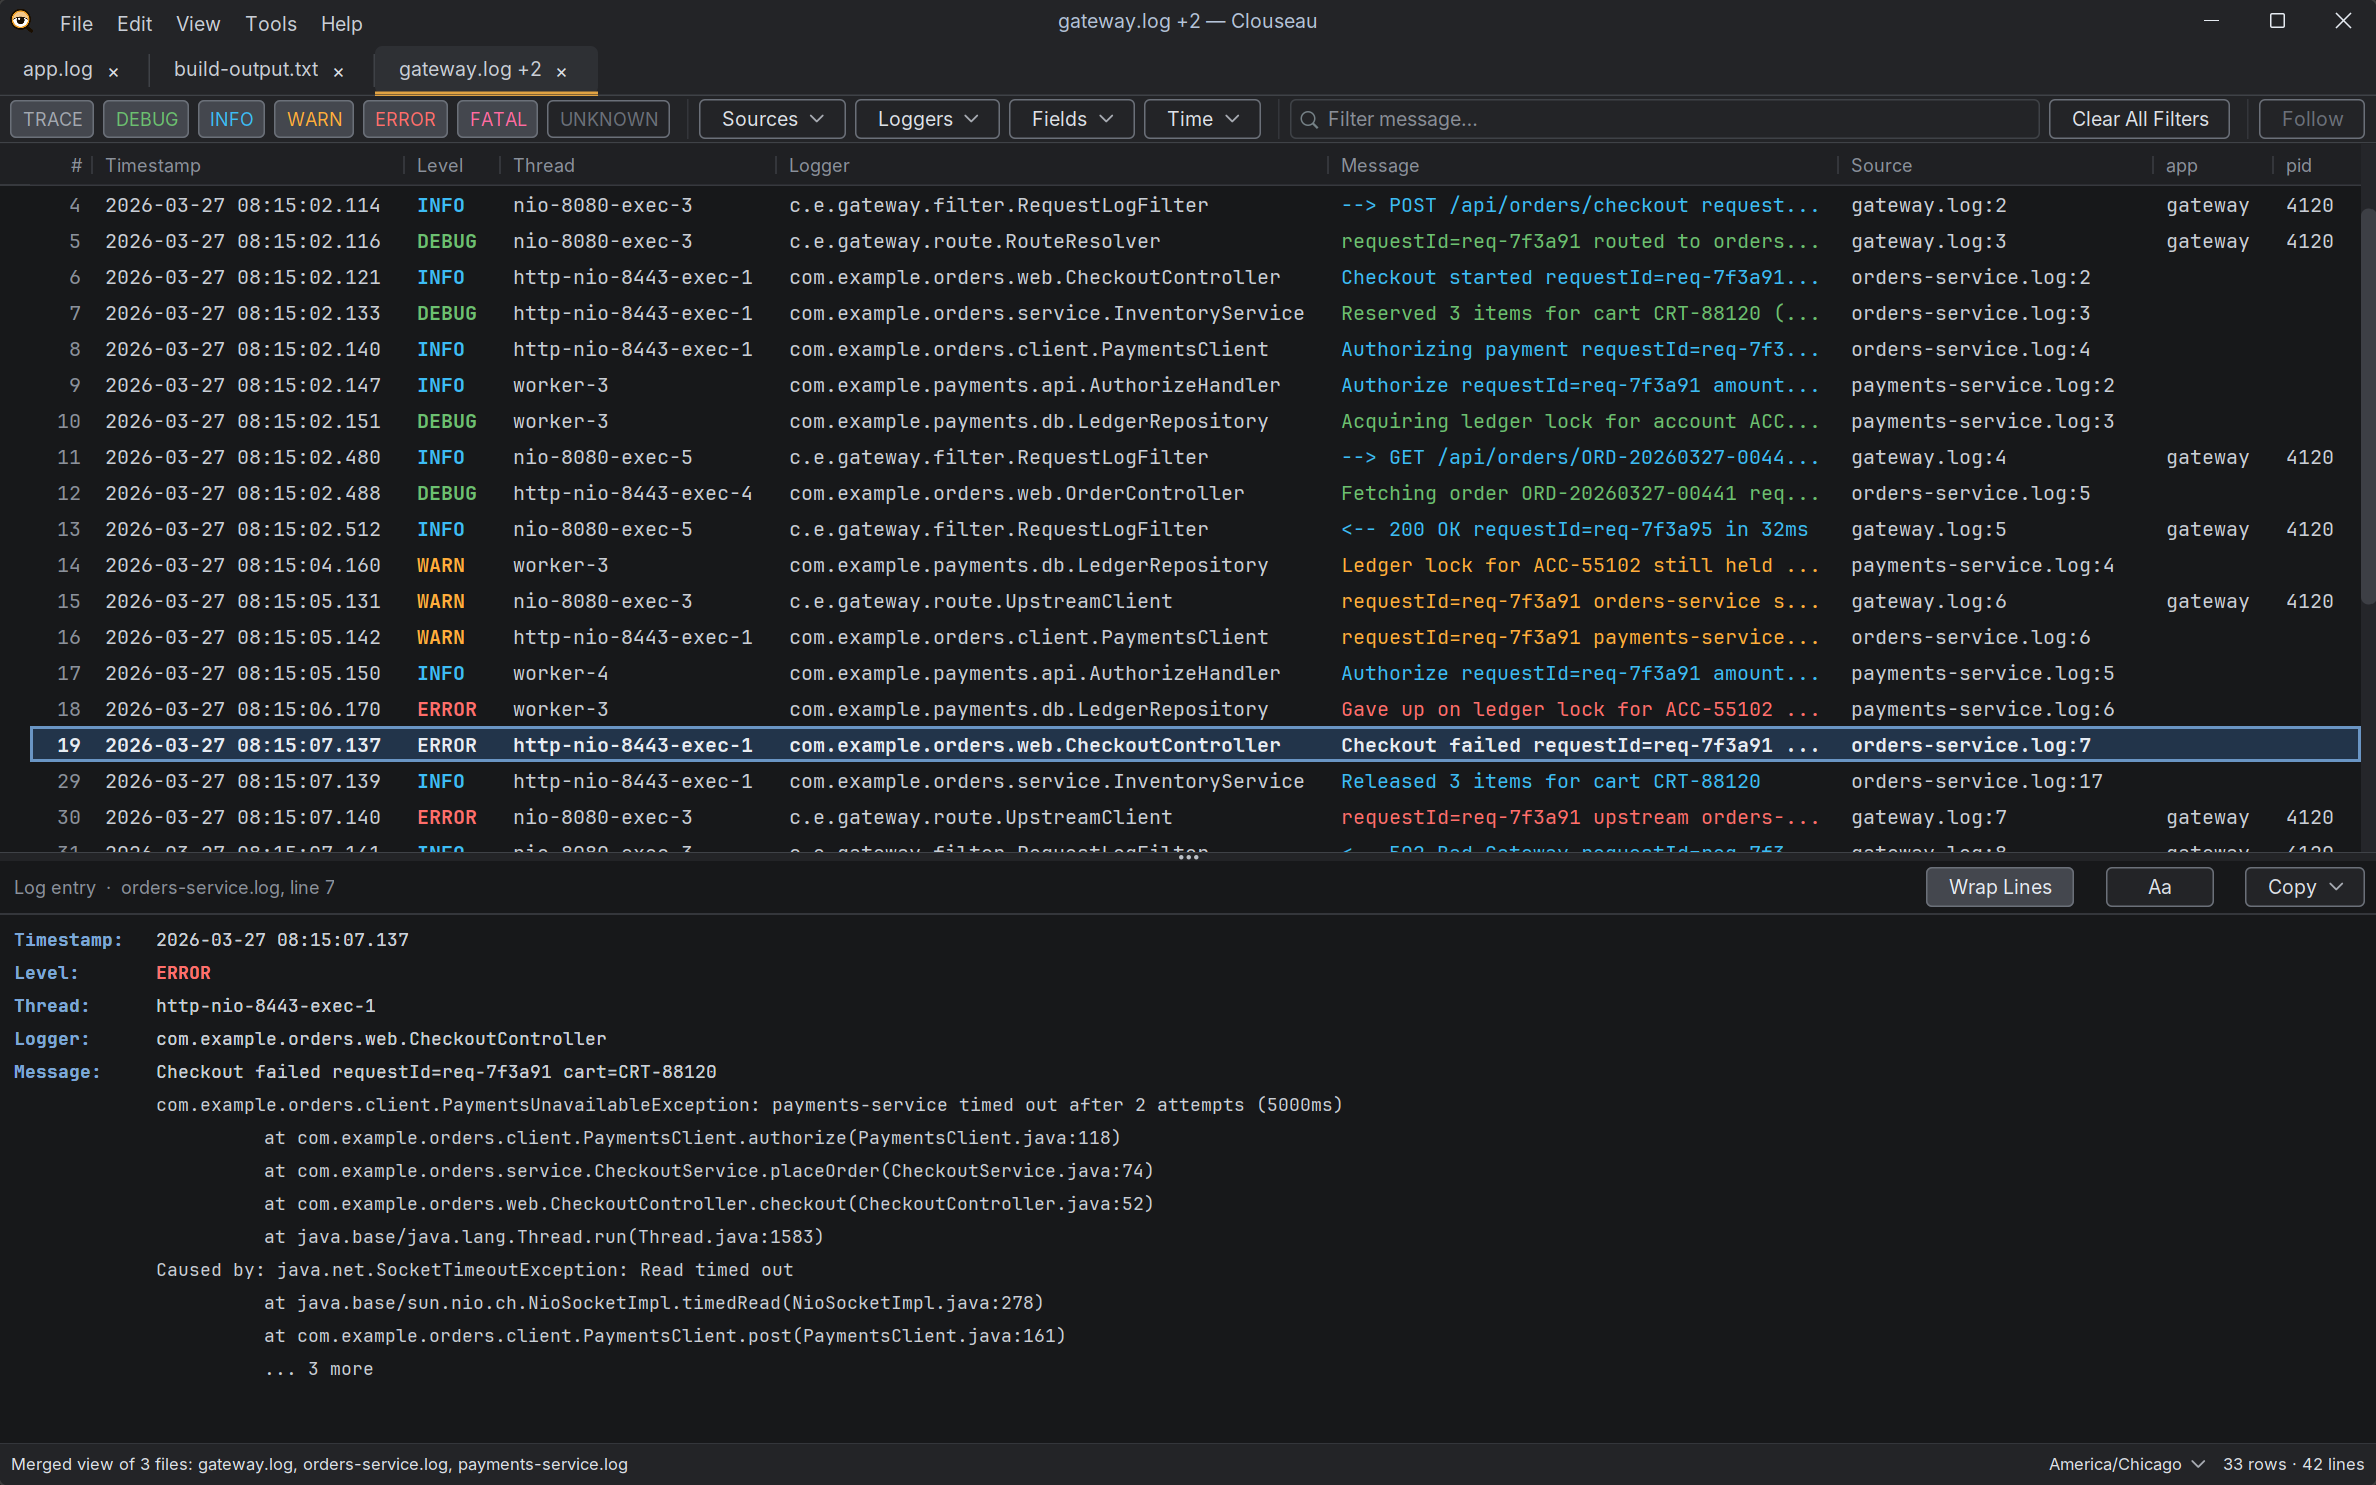 File Edit View Tools Help
gateway.log +2 — Clouseau
app.log × build-output.txt × gateway.log +2 ×
TRACE DEBUG INFO WARN ERROR FATAL UNKNOWN Sources Loggers Fields Time Filter message... Clear All Filters Follow
# Timestamp Level Thread Logger Message Source app pid
4 2026-03-27 08:15:02.114 INFO nio-8080-exec-3 c.e.gateway.filter.RequestLogFilter --> POST /api/orders/checkout request... gateway.log:2 gateway 4120
5 2026-03-27 08:15:02.116 DEBUG nio-8080-exec-3 c.e.gateway.route.RouteResolver requestId=req-7f3a91 routed to orders... gateway.log:3 gateway 4120
6 2026-03-27 08:15:02.121 INFO http-nio-8443-exec-1 com.example.orders.web.CheckoutController Checkout started requestId=req-7f3a91... orders-service.log:2
7 2026-03-27 08:15:02.133 DEBUG http-nio-8443-exec-1 com.example.orders.service.InventoryService Reserved 3 items for cart CRT-88120 (... orders-service.log:3
8 2026-03-27 08:15:02.140 INFO http-nio-8443-exec-1 com.example.orders.client.PaymentsClient Authorizing payment requestId=req-7f3... orders-service.log:4
9 2026-03-27 08:15:02.147 INFO worker-3 com.example.payments.api.AuthorizeHandler Authorize requestId=req-7f3a91 amount... payments-service.log:2
10 2026-03-27 08:15:02.151 DEBUG worker-3 com.example.payments.db.LedgerRepository Acquiring ledger lock for account ACC... payments-service.log:3
11 2026-03-27 08:15:02.480 INFO nio-8080-exec-5 c.e.gateway.filter.RequestLogFilter --> GET /api/orders/ORD-20260327-0044... gateway.log:4 gateway 4120
12 2026-03-27 08:15:02.488 DEBUG http-nio-8443-exec-4 com.example.orders.web.OrderController Fetching order ORD-20260327-00441 req... orders-service.log:5
13 2026-03-27 08:15:02.512 INFO nio-8080-exec-5 c.e.gateway.filter.RequestLogFilter <-- 200 OK requestId=req-7f3a95 in 32ms gateway.log:5 gateway 4120
14 2026-03-27 08:15:04.160 WARN worker-3 com.example.payments.db.LedgerRepository Ledger lock for ACC-55102 still held ... payments-service.log:4
15 2026-03-27 08:15:05.131 WARN nio-8080-exec-3 c.e.gateway.route.UpstreamClient requestId=req-7f3a91 orders-service s... gateway.log:6 gateway 4120
16 2026-03-27 08:15:05.142 WARN http-nio-8443-exec-1 com.example.orders.client.PaymentsClient requestId=req-7f3a91 payments-service... orders-service.log:6
17 2026-03-27 08:15:05.150 INFO worker-4 com.example.payments.api.AuthorizeHandler Authorize requestId=req-7f3a91 amount... payments-service.log:5
18 2026-03-27 08:15:06.170 ERROR worker-3 com.example.payments.db.LedgerRepository Gave up on ledger lock for ACC-55102 ... payments-service.log:6
19 2026-03-27 08:15:07.137 ERROR http-nio-8443-exec-1 com.example.orders.web.CheckoutController Checkout failed requestId=req-7f3a91 ... orders-service.log:7
29 2026-03-27 08:15:07.139 INFO http-nio-8443-exec-1 com.example.orders.service.InventoryService Released 3 items for cart CRT-88120 orders-service.log:17
30 2026-03-27 08:15:07.140 ERROR nio-8080-exec-3 c.e.gateway.route.UpstreamClient requestId=req-7f3a91 upstream orders-... gateway.log:7 gateway 4120
31 2026-03-27 08:15:07.141 INFO nio-8080-exec-3 c.e.gateway.filter.RequestLogFilter <-- 502 Bad Gateway requestId=req-7f3... gateway.log:8 gateway 4120
Log entry · orders-service.log, line 7 Wrap Lines Aa Copy
Timestamp: 2026-03-27 08:15:07.137
Level: ERROR
Thread: http-nio-8443-exec-1
Logger: com.example.orders.web.CheckoutController
Message: Checkout failed requestId=req-7f3a91 cart=CRT-88120
com.example.orders.client.PaymentsUnavailableException: payments-service timed out after 2 attempts (5000ms)
at com.example.orders.client.PaymentsClient.authorize(PaymentsClient.java:118)
at com.example.orders.service.CheckoutService.placeOrder(CheckoutService.java:74)
at com.example.orders.web.CheckoutController.checkout(CheckoutController.java:52)
at java.base/java.lang.Thread.run(Thread.java:1583)
Caused by: java.net.SocketTimeoutException: Read timed out
at java.base/sun.nio.ch.NioSocketImpl.timedRead(NioSocketImpl.java:278)
at com.example.orders.client.PaymentsClient.post(PaymentsClient.java:161)
... 3 more
Merged view of 3 files: gateway.log, orders-service.log, payments-service.log America/Chicago 33 rows · 42 lines